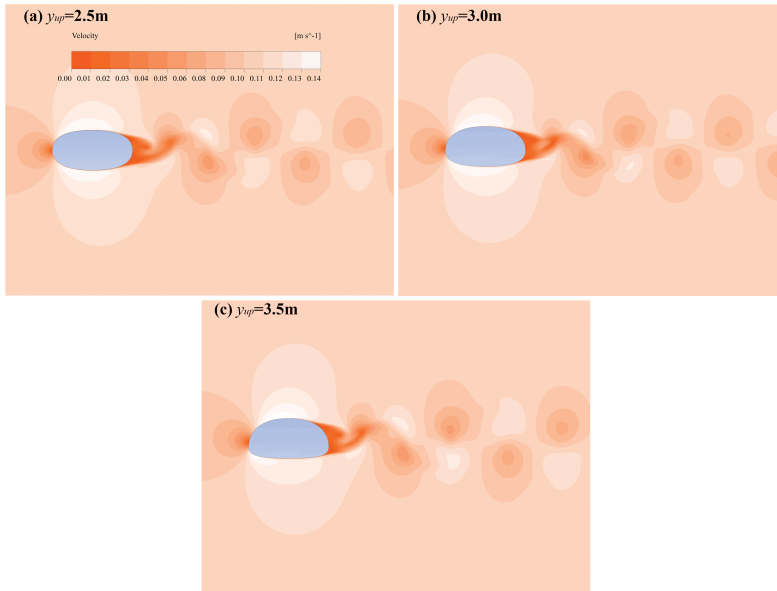 (a) yup=2.5m
(b) yup=3.0m
Velocity [m s^-1]
0.00 0.01 0.02 0.03 0.04 0.05 0.06 0.08 0.09 0.10 0.11 0.12 0.13 0.14
(c) yup=3.5m